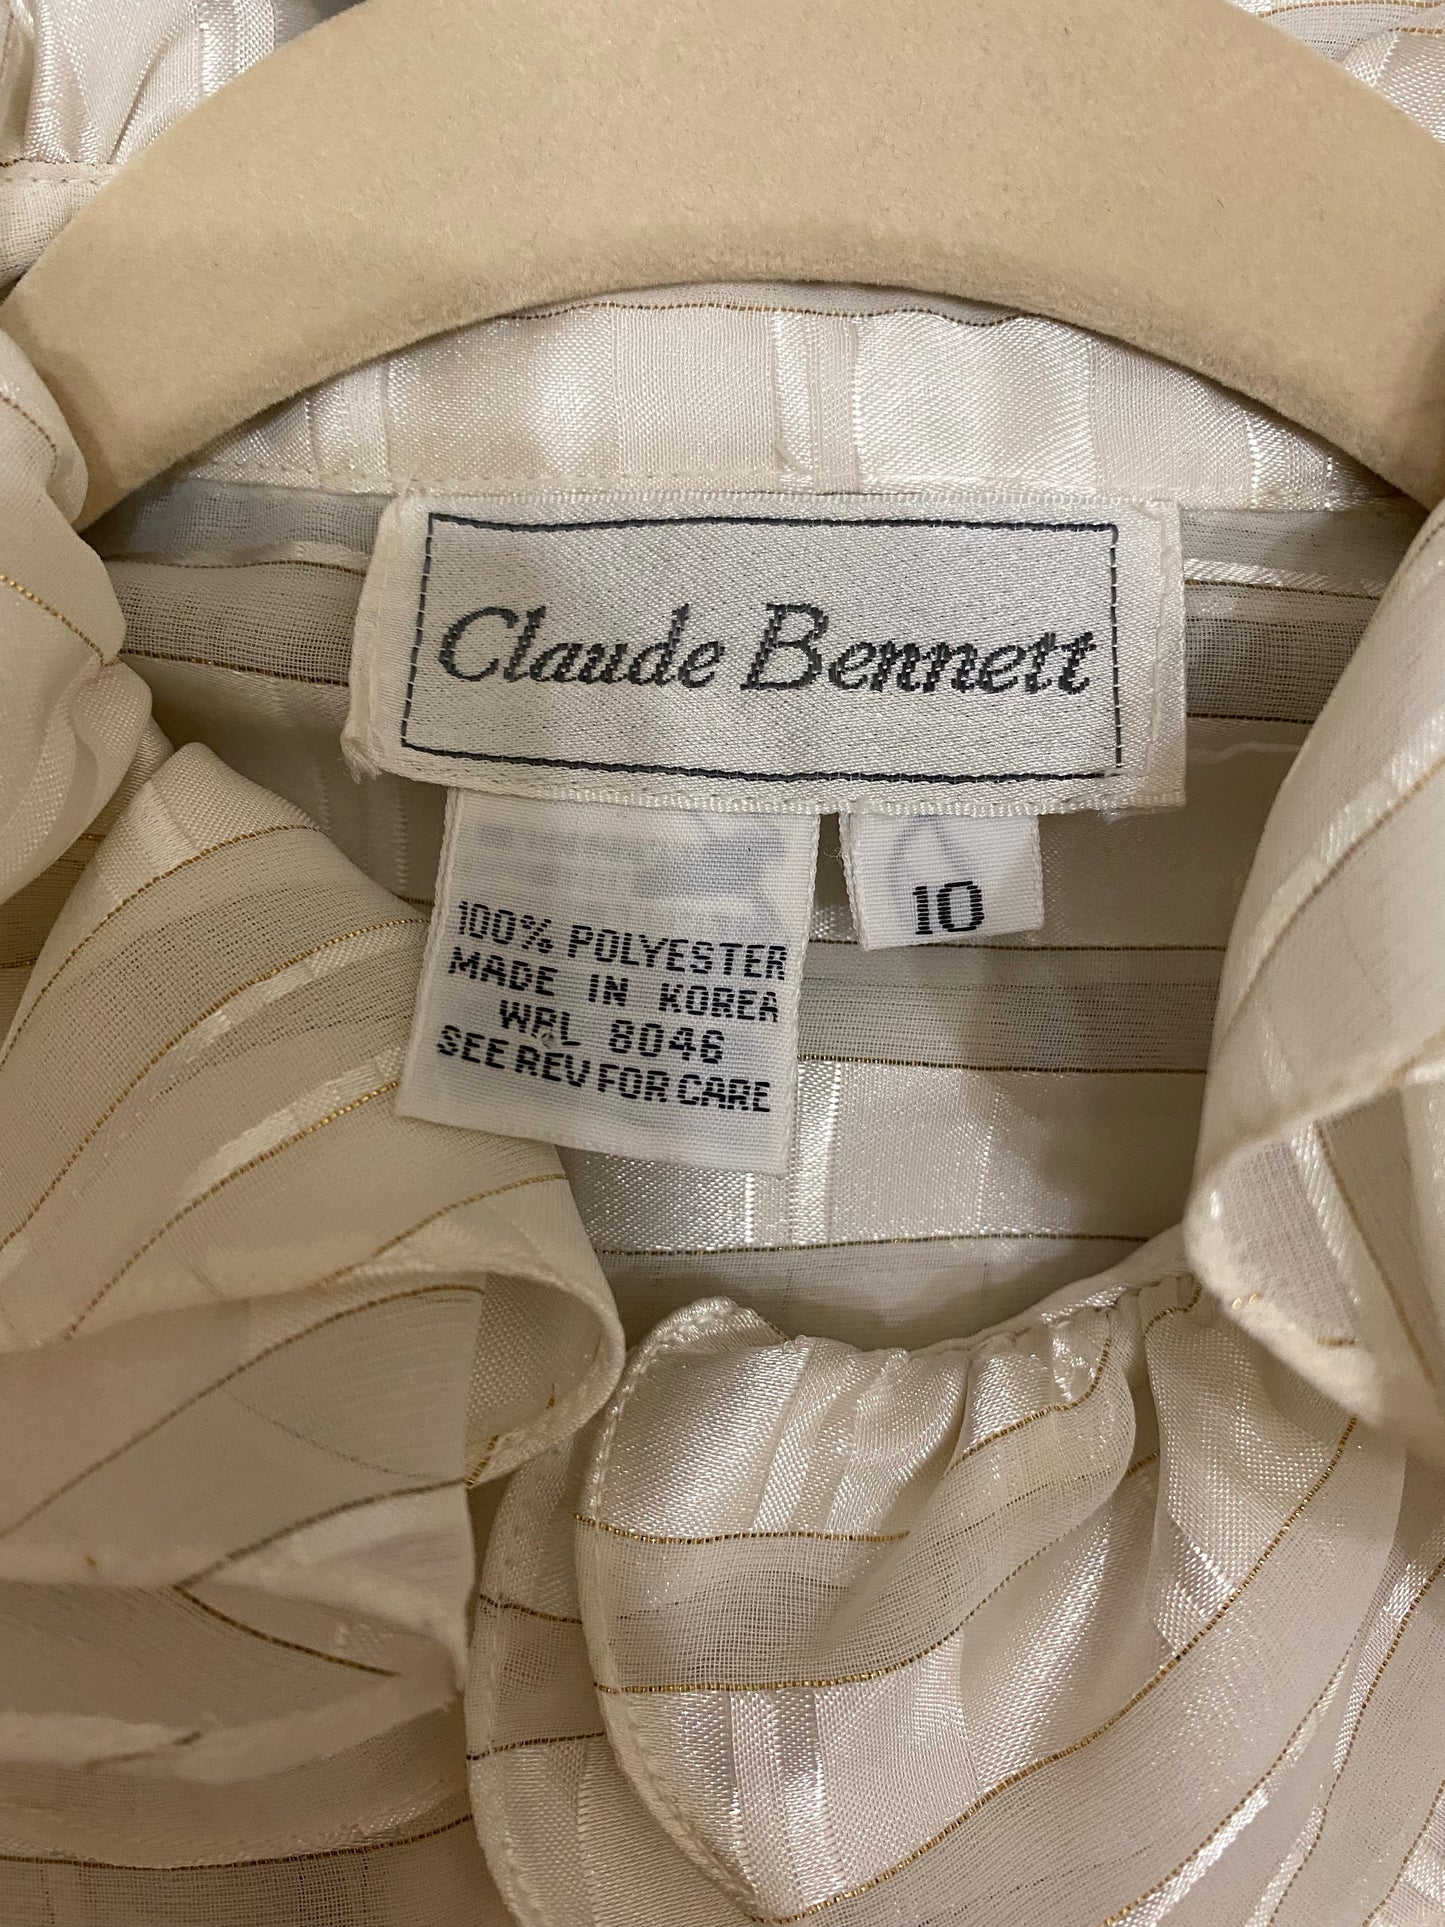 Claude Bennett
10
100% POLYESTER
MADE IN KOREA
WPL 8046
SEE REV FOR CARE